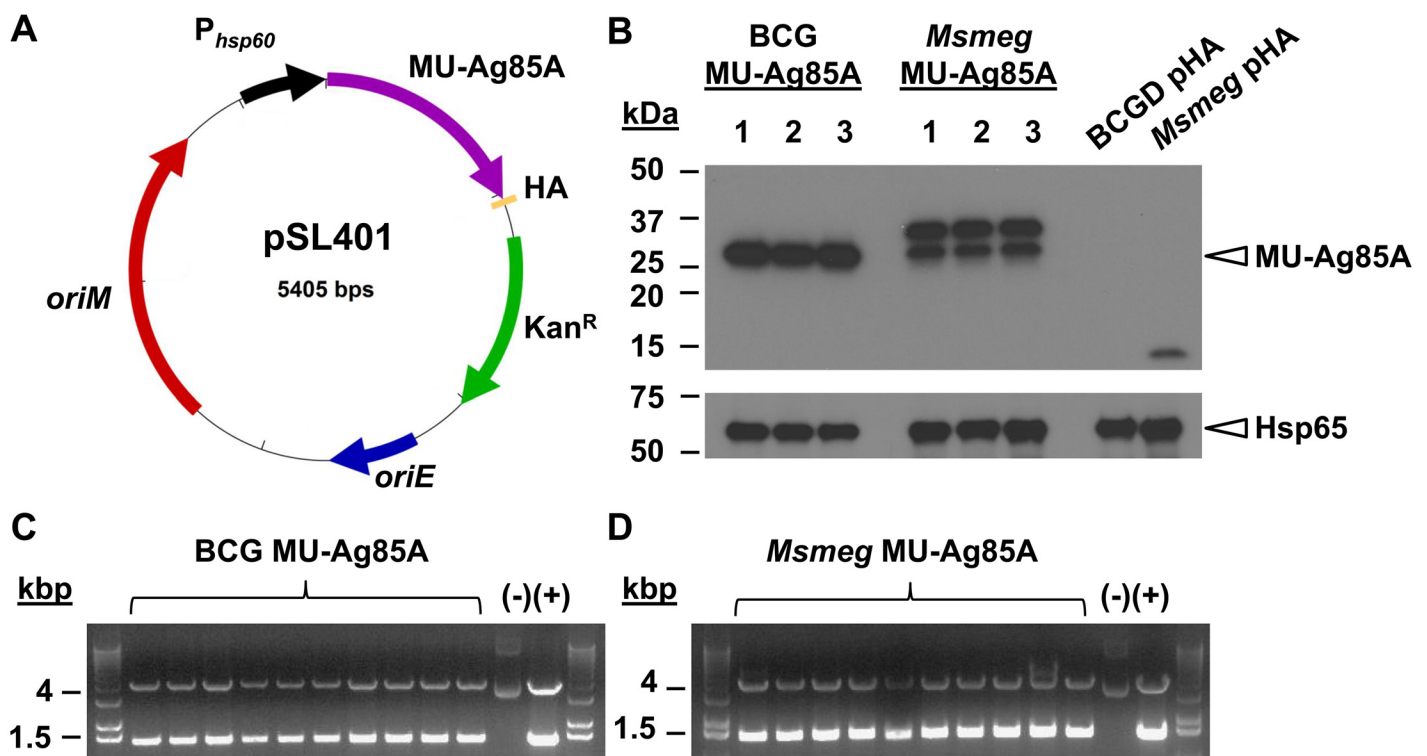 A
P hsp60
MU-Ag85A
HA
pSL401
5405 bps
oriM
KanR
oriE
B
BCG
MU-Ag85A
Msmeg
MU-Ag85A
BCGD pHA
Msmeg pHA
kDa
1 2 3 1 2 3
50
37
25
20
15
MU-Ag85A
75
50
Hsp65
C
BCG MU-Ag85A
kbp
(-)(+)
4
1.5
D
Msmeg MU-Ag85A
kbp
(-)(+)
4
1.5